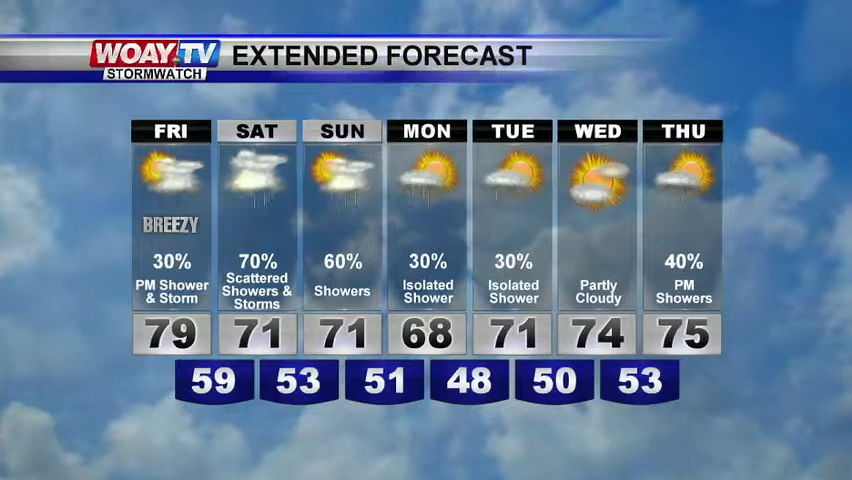 WOAY-TV
STORMWATCH
EXTENDED FORECAST
FRI
SAT
SUN
MON
TUE
WED
THU
BREEZY
30%
70%
60%
30%
30%
40%
PM Shower
& Storm
Scattered
Showers &
Storms
Showers
Isolated
Shower
Isolated
Shower
Partly
Cloudy
PM
Showers
79
71
71
68
71
74
75
59
53
51
48
50
53